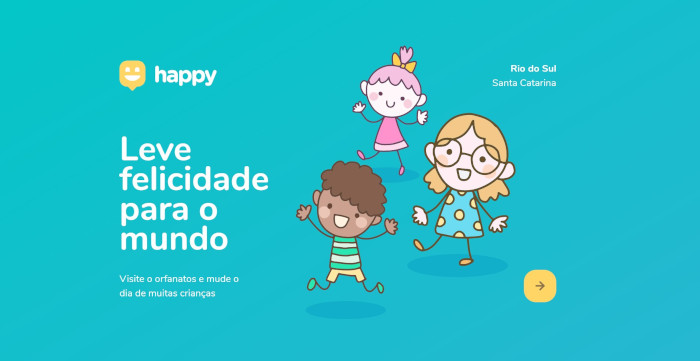 happy
Rio do Sul
Santa Catarina
Leve
felicidade
para o
mundo
Visite o orfanatos e mude o
dia de muitas crianças